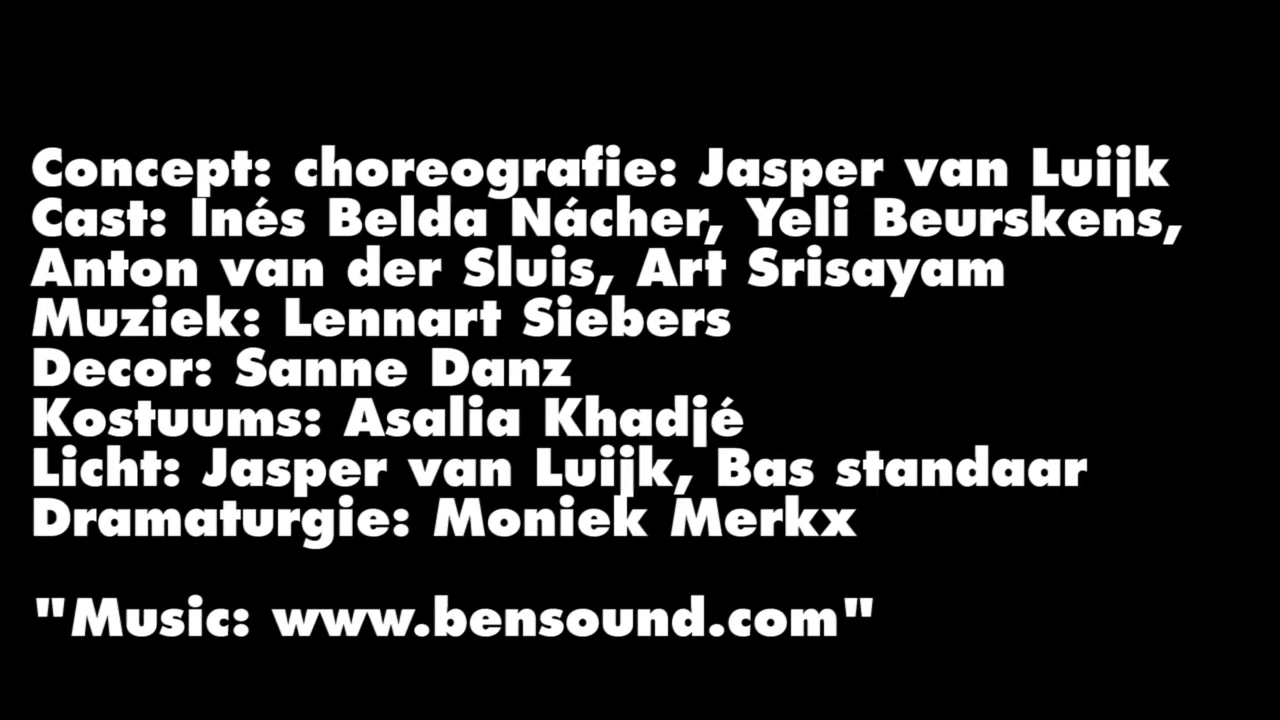 Concept: choreografie: Jasper van Luijk
Cast: Inés Belda Nácher, Yeli Beurskens,
Anton van der Sluis, Art Srisayam
Muziek: Lennart Siebers
Decor: Sanne Danz
Kostuums: Asalia Khadjé
Licht: Jasper van Luijk, Bas standaar
Dramaturgie: Moniek Merkx
"Music: www.bensound.com"